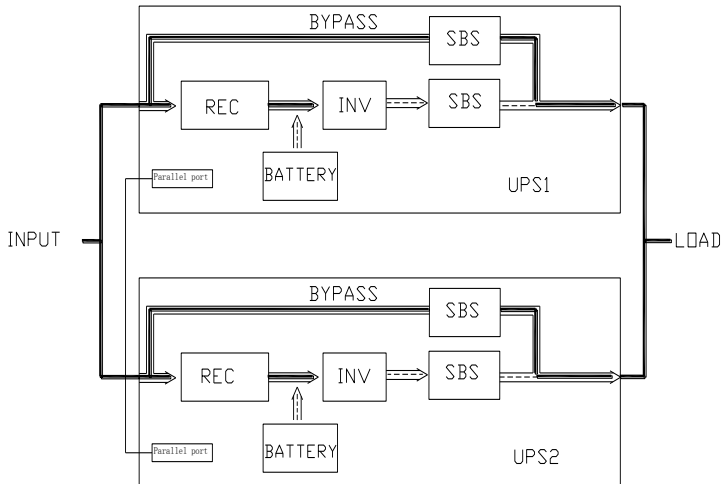 BYPASS
SBS
REC
INV
SBS
BATTERY
Parallel port
UPS1
INPUT
LOAD
BYPASS
SBS
REC
INV
SBS
BATTERY
Parallel port
UPS2